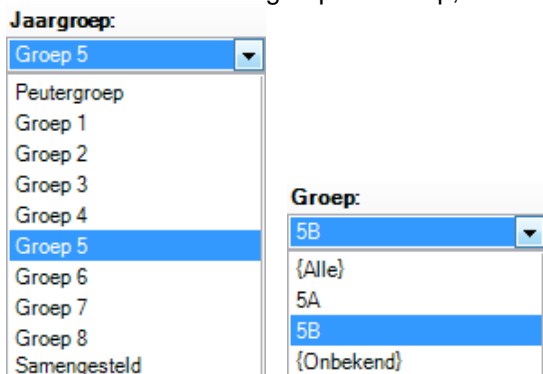 Jaargroep:
Groep 5
Peutergroep
Groep 1
Groep 2
Groep 3
Groep 4
Groep 5
Groep 6
Groep 7
Groep 8
Samengesteld
Groep:
5B
{Alle}
5A
5B
{Onbekend}